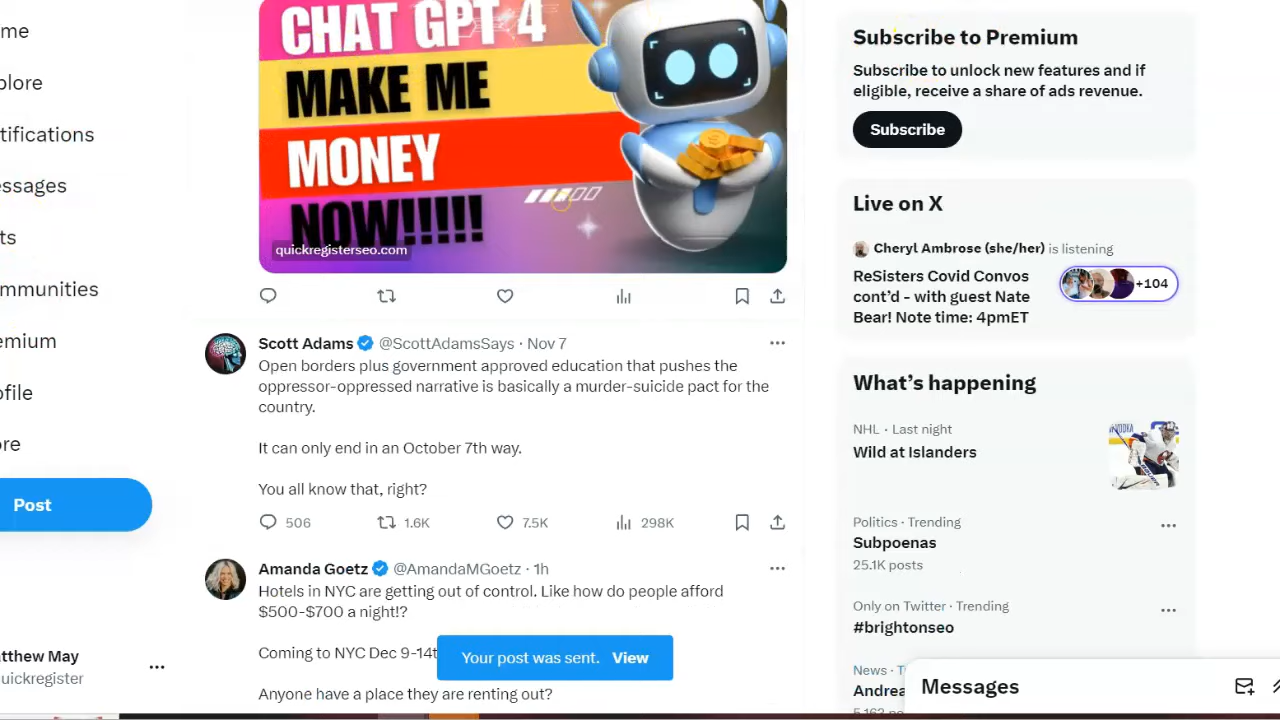 me
plore
tifications
essages
ts
mmunities
emium
ofile
ore
Post
tthew May
uickregister
CHAT GPT 4
MAKE ME
MONEY
NOW!!!!!
quickregisterseo.com
Scott Adams @ScottAdamsSays · Nov 7
Open borders plus government approved education that pushes the
oppressor-oppressed narrative is basically a murder-suicide pact for the
country.
It can only end in an October 7th way.
You all know that, right?
506 1.6K 7.5K 298K
Amanda Goetz @AmandaMGoetz · 1h
Hotels in NYC are getting out of control. Like how do people afford
$500-$700 a night!?
Coming to NYC Dec 9-14t
Anyone have a place they are renting out?
Your post was sent. View
Subscribe to Premium
Subscribe to unlock new features and if
eligible, receive a share of ads revenue.
Subscribe
Live on X
Cheryl Ambrose (she/her) is listening
ReSisters Covid Convos
cont'd - with guest Nate
Bear! Note time: 4pmET
+104
What's happening
NHL · Last night
Wild at Islanders
Politics · Trending
Subpoenas
25.1K posts
Only on Twitter · Trending
#brightonseo
News · T
Andrea
Messages